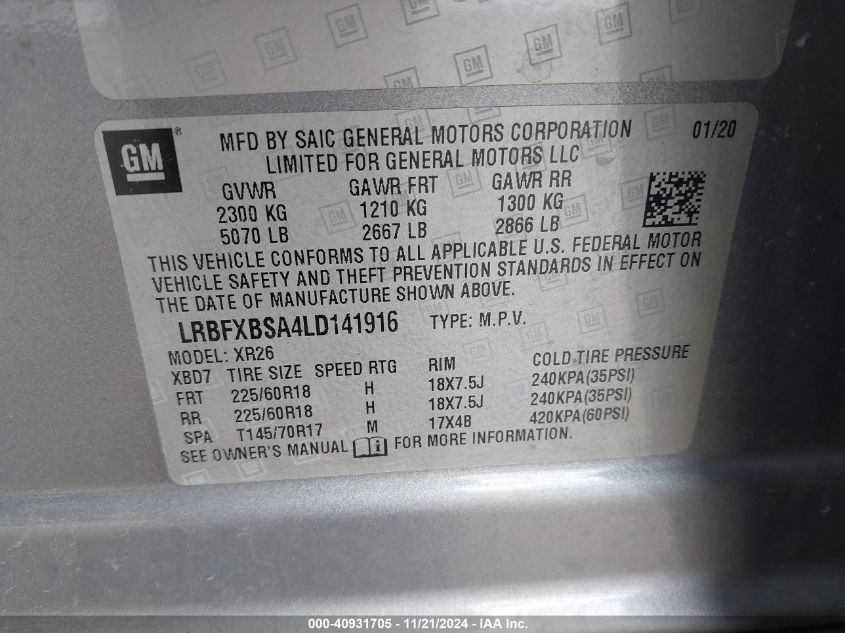 GM ®
MFD BY SAIC GENERAL MOTORS CORPORATION 01/20
LIMITED FOR GENERAL MOTORS LLC
GVWR GAWR FRT GAWR RR
2300 KG 1210 KG 1300 KG
5070 LB 2667 LB 2866 LB
THIS VEHICLE CONFORMS TO ALL APPLICABLE U.S. FEDERAL MOTOR
VEHICLE SAFETY AND THEFT PREVENTION STANDARDS IN EFFECT ON
THE DATE OF MANUFACTURE SHOWN ABOVE.
LRBFXBSA4LD141916 TYPE: M.P.V.
MODEL: XR26
XBD7 TIRE SIZE SPEED RTG RIM COLD TIRE PRESSURE
FRT 225/60R18 H 18X7.5J 240KPA(35PSI)
RR 225/60R18 H 18X7.5J 240KPA(35PSI)
SPA T145/70R17 M 17X4B 420KPA(60PSI)
SEE OWNER'S MANUAL FOR MORE INFORMATION.
000-40931705 - 11/21/2024 - IAA Inc.